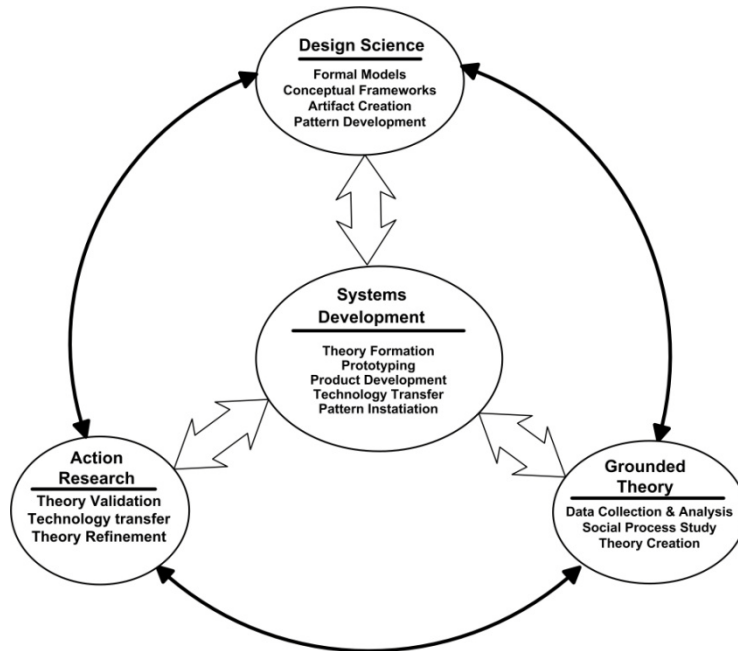 Design Science
Formal Models
Conceptual Frameworks
Artifact Creation
Pattern Development
Systems
Development
Theory Formation
Prototyping
Product Development
Technology Transfer
Pattern Instatiation
Action
Research
Theory Validation
Technology transfer
Theory Refinement
Grounded
Theory
Data Collection & Analysis
Social Process Study
Theory Creation